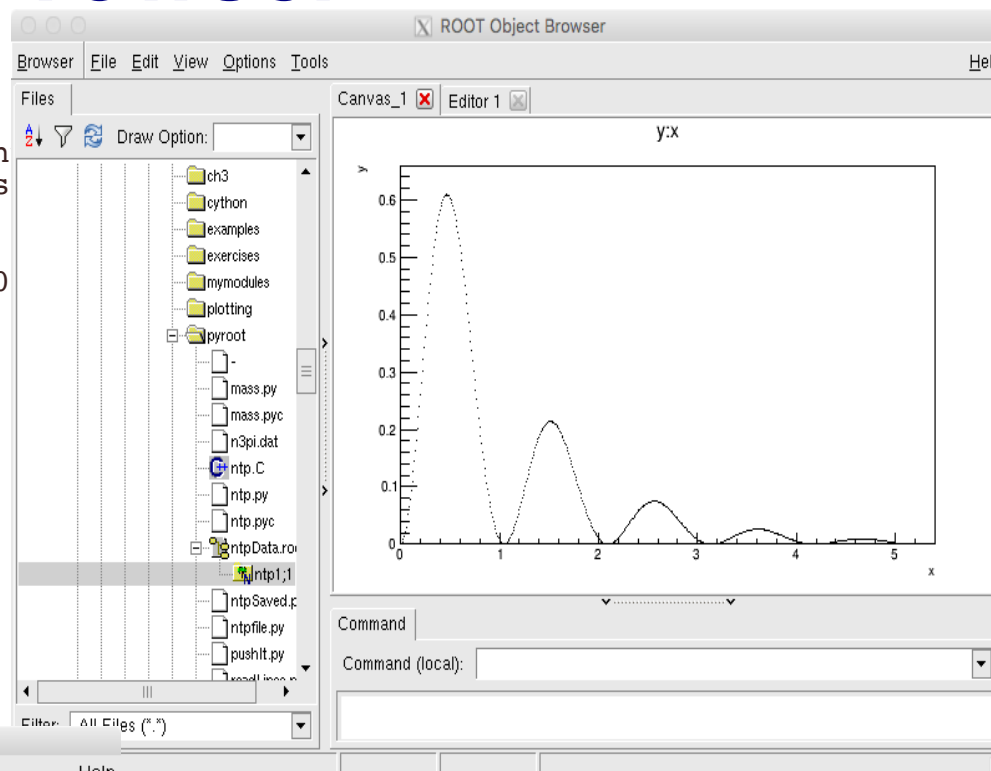 ROOT Object Browser
Browser File Edit View Options Tools
Files
Canvas_1 Editor 1
Draw Option:
y:x
ch3
cython
examples
exercises
mymodules
plotting
pyroot
-
mass.py
mass.pyc
n3pi.dat
ntp.C
ntp.py
ntp.pyc
ntpData.roo
ntp1;1
ntpSaved.p
ntpfile.py
pushIt.py
Filter: All Files (*.*)
y
0.6
0.5
0.4
0.3
0.2
0.1
0
0 1 2 3 4 5
x
Command
Command (local):